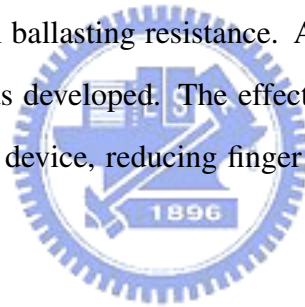 ballasting resistance. A
s developed. The effect
device, reducing finger
1896